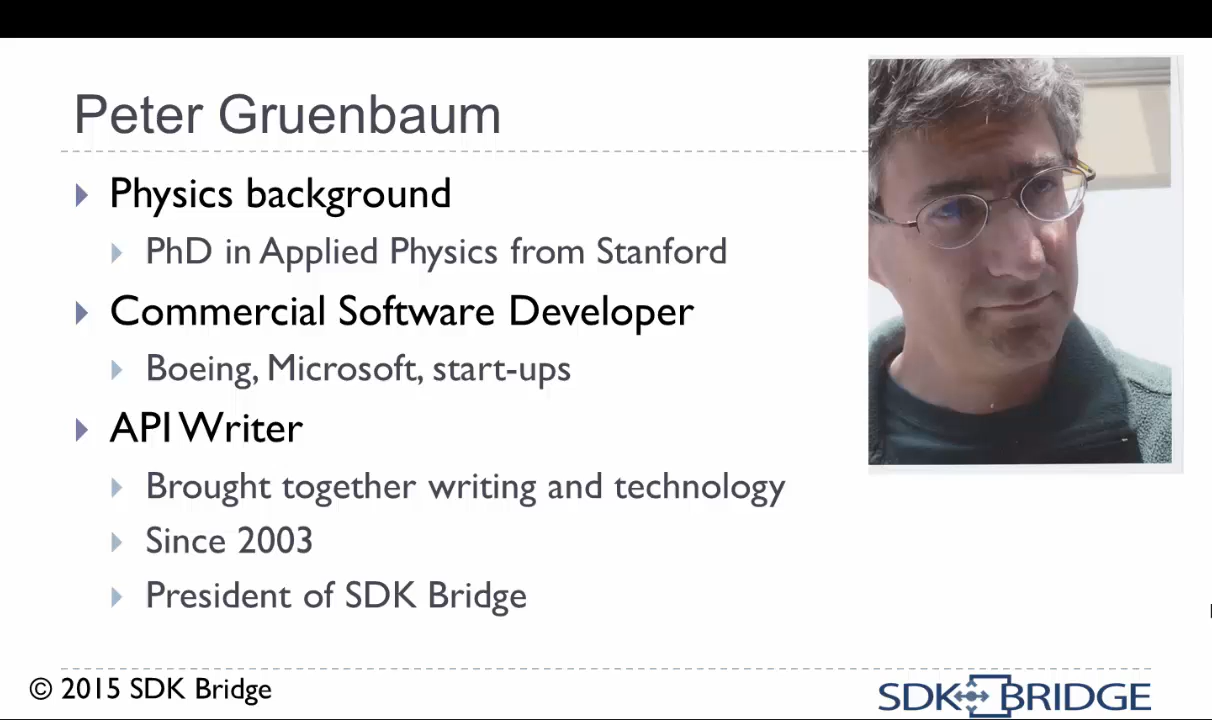 Peter Gruenbaum
Physics background
PhD in Applied Physics from Stanford
Commercial Software Developer
Boeing, Microsoft, start-ups
API Writer
Brought together writing and technology
Since 2003
President of SDK Bridge
© 2015 SDK Bridge
SDK BRIDGE